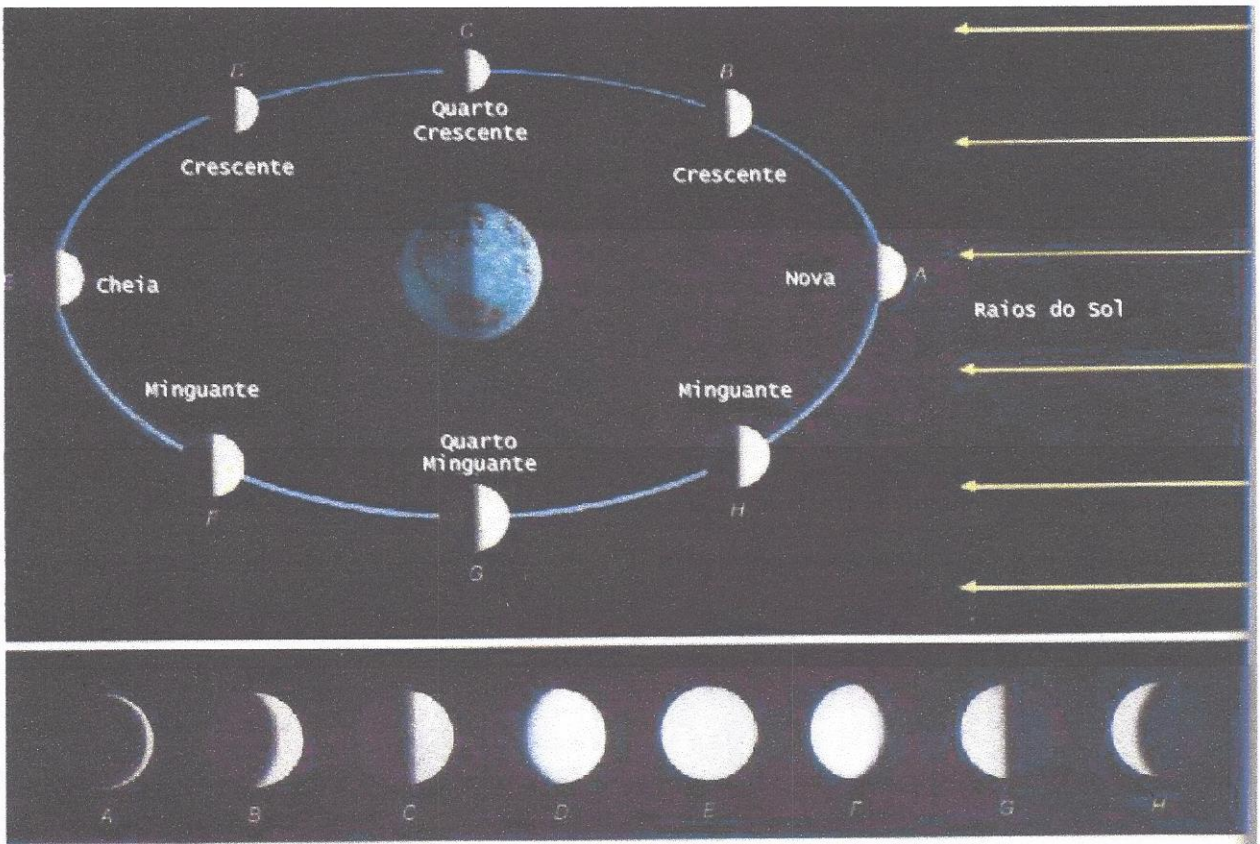 C
D
B
Quarto
Crescente
Crescente
Crescente
E
Cheia
Nova
A
Raios do Sol
Minguante
Minguante
Quarto
Minguante
F
H
G
A
B
C
D
E
F
G
H